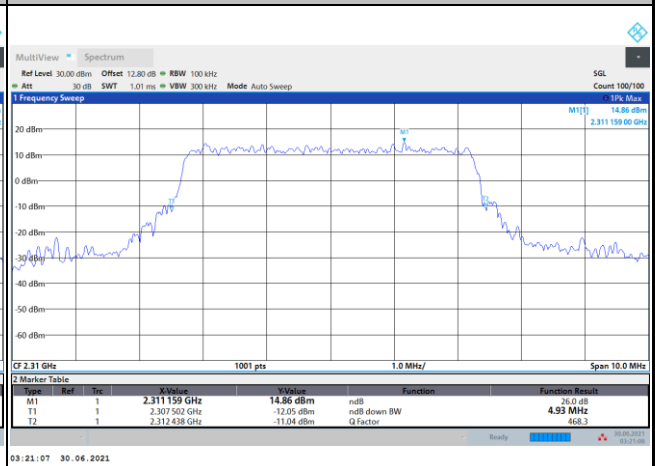 MultiView Spectrum
Ref Level 30.00 dBm Offset 12.80 dB RBW 100 kHz SGL
Att 30 dB SWT 1.01 ms VBW 300 kHz Mode Auto Sweep Count 100/100
1 Frequency Sweep 1Pk Max
M1[1] 14.86 dBm
2.311 159 00 GHz
M1
20 dBm
10 dBm
0 dBm
-10 dBm
T1
T2
-20 dBm
-30 dBm
-40 dBm
-50 dBm
-60 dBm
CF 2.31 GHz 1001 pts 1.0 MHz/ Span 10.0 MHz
2 Marker Table
Type Ref Trc X-Value Y-Value Function Function Result
M1 1 2.311 159 GHz 14.86 dBm ndB 26.0 dB
T1 1 2.307 502 GHz -12.05 dBm ndB down BW 4.93 MHz
T2 1 2.312 438 GHz -11.04 dBm Q Factor 468.3
Ready 30.06.2021
03:21:06
03:21:07 30.06.2021